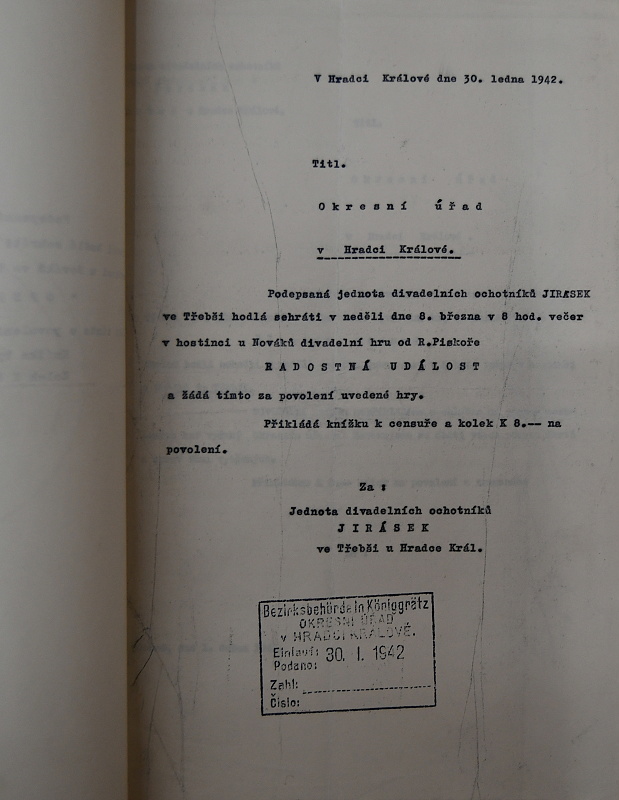 V Hradci Králové dne 30. ledna 1942.
Titl.
Okresní úřad
v Hradci Králové.
Podepsaná jednota divadelních ochotníků JIRÁSEK
ve Třebši hodlá sehráti v neděli dne 8. března v 8 hod. večer
v hostinci u Nováků divadelní hru od R.Piskoře
RADOSTNÁ UDÁLOST
a žádá tímto za povolení uvedené hry.
Přikládá knížku k censuře a kolek K 8.-- na
povolení.
Za :
Jednota divadelních ochotníků
JIRÁSEK
ve Třebši u Hradce Král.
Bezirksbehörde in Königgrätz
OKRESNÍ ÚŘAD
v HRADCI KRÁLOVÉ.
Einlauf: 30. I. 1942
Podáno:
Zahl:
Číslo: